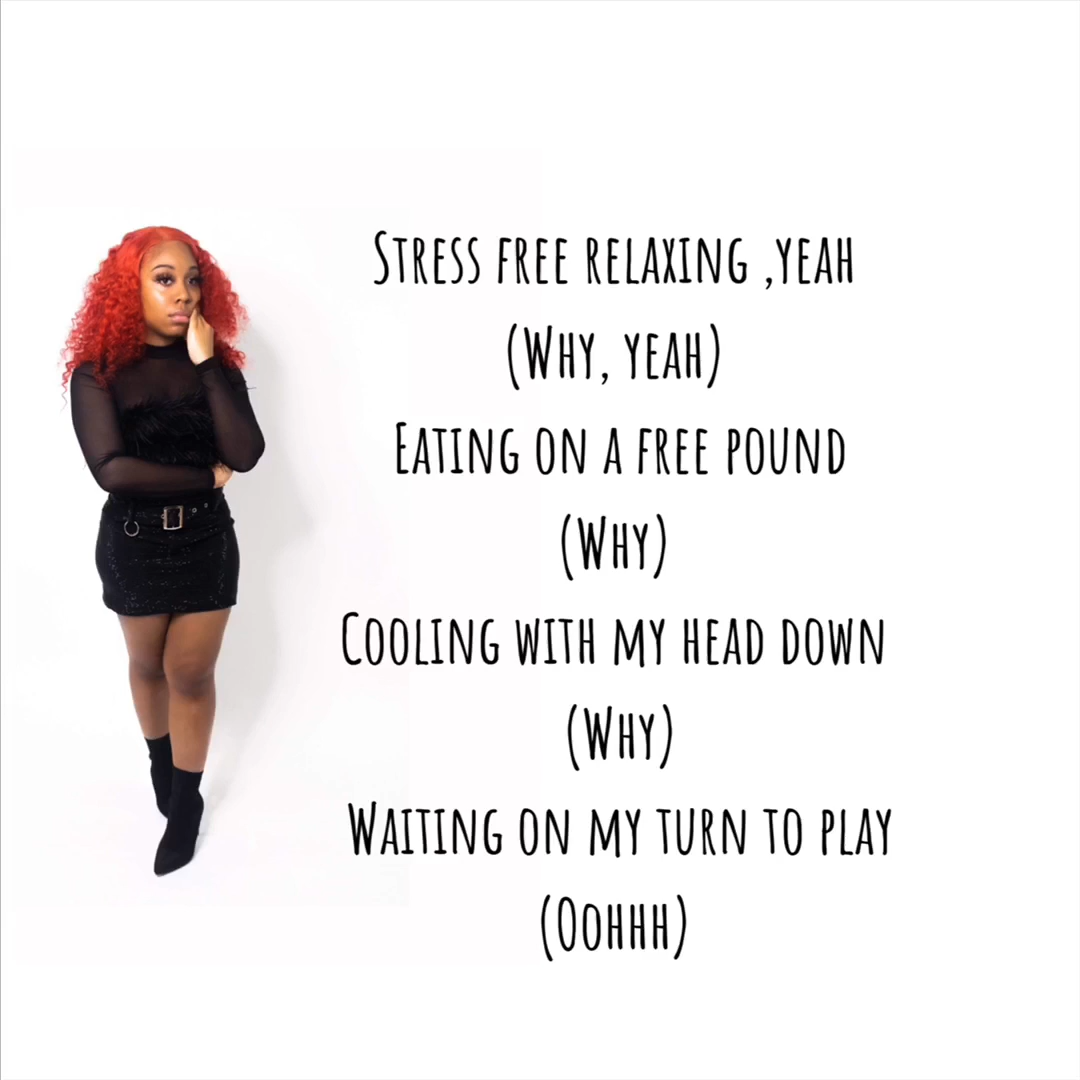 Stress free relaxing ,yeah
(Why, yeah)
Eating on a free pound
(Why)
Cooling with my head down
(Why)
Waiting on my turn to play
(Oohhh)